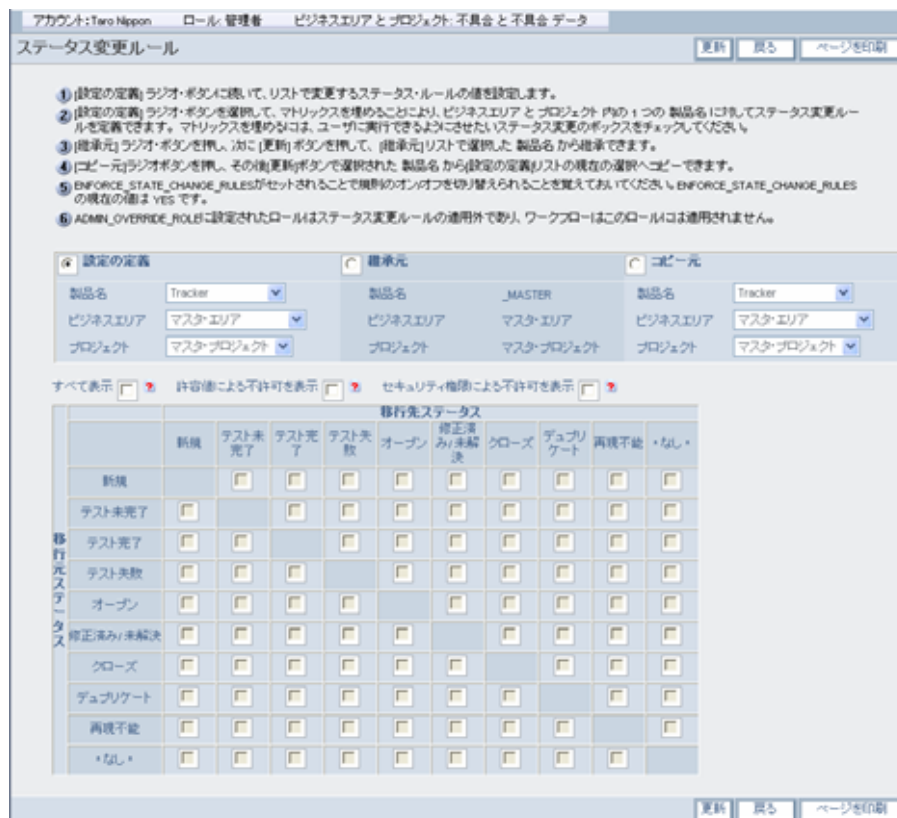 アカウント: Taro Nippon ロール: 管理者 ビジネスエリア と プロジェクト: 不具合 と 不具合 データ
ステータス変更ルール 更新 戻る ページを印刷
① [設定の定義] ラジオ・ボタンに続いて、リストで変更するステータス・ルールの値を設定します。
② [設定の定義] ラジオ・ボタンを選択して、マトリックスを埋めることにより、ビジネスエリア と プロジェクト 内の 1 つの 製品名 に対してステータス変更ルー
ルを定義できます。マトリックスを埋めるには、ユーザに実行できるようにさせたいステータス変更のボックスをチェックしてください。
③ [継承元] ラジオ・ボタンを押し、次に [更新] ボタンを押して、[継承元] リストで選択した 製品名 から継承できます。
④ [コピー元]ラジオボタンを押し、その後[更新]ボタンで選択された 製品名 から[設定の定義]リストの現在の選択へコピーできます。
⑤ ENFORCE_STATE_CHANGE_RULESがセットされることで規則のオンオフを切り替えられることを覚えておいてください。ENFORCE_STATE_CHANGE_RULES
の現在の値は YES です。
⑥ ADMIN_OVERRIDE_ROLEに設定されたロールはステータス変更ルールの適用外であり、ワークフローはこのロールには適用されません。
設定の定義 継承元 コピー元
製品名 Tracker 製品名 _MASTER 製品名 Tracker
ビジネスエリア マスタ・エリア ビジネスエリア マスタ・エリア ビジネスエリア マスタ・エリア
プロジェクト マスタ・プロジェクト プロジェクト マスタ・プロジェクト プロジェクト マスタ・プロジェクト
すべて表示 ? 許容値による不許可を表示 ? セキュリティ権限による不許可を表示 ?
移行先ステータス
新規 テスト未完了 テスト完了 テスト失敗 オープン 修正済み/未解決 クローズ デュプリケート 再現不能 *なし*
移行元ステータス
新規
テスト未完了
テスト完了
テスト失敗
オープン
修正済み/未解決
クローズ
デュプリケート
再現不能
*なし*
更新 戻る ページを印刷